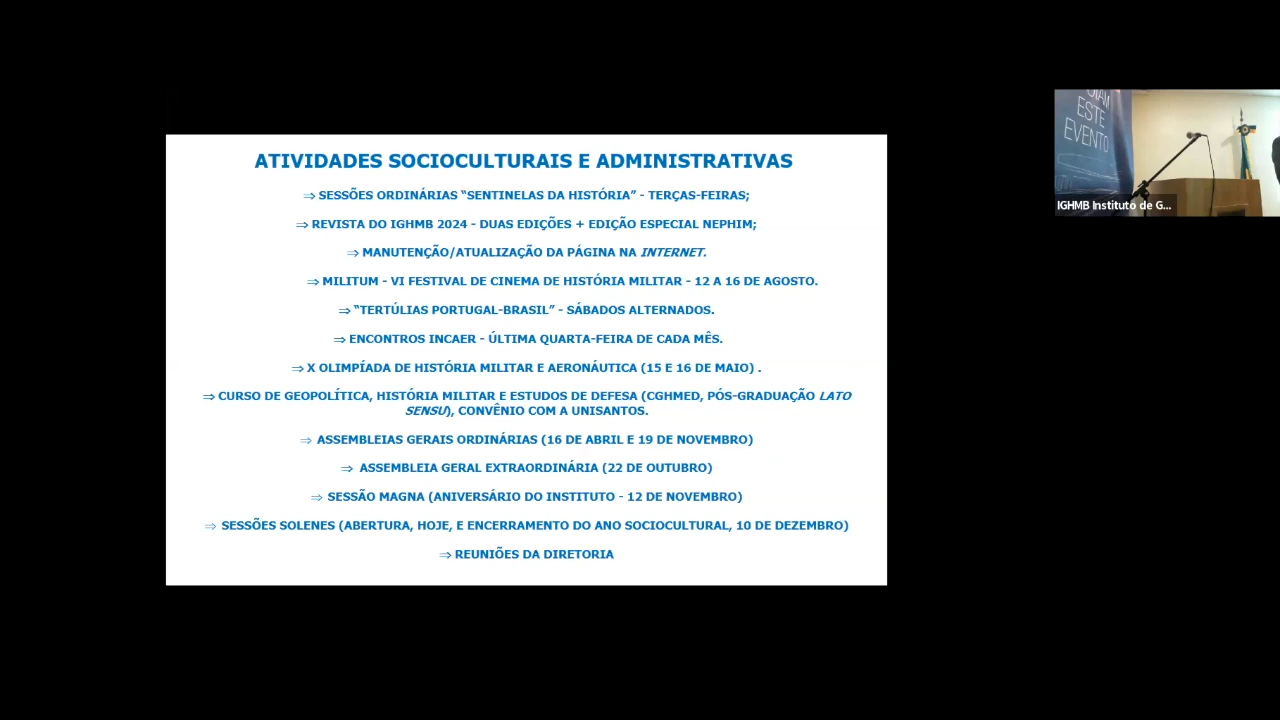 ATIVIDADES SOCIOCULTURAIS E ADMINISTRATIVAS
⇒ SESSÕES ORDINÁRIAS “SENTINELAS DA HISTÓRIA” - TERÇAS-FEIRAS;
⇒ REVISTA DO IGHMB 2024 - DUAS EDIÇÕES + EDIÇÃO ESPECIAL NEPHIM;
⇒ MANUTENÇÃO/ATUALIZAÇÃO DA PÁGINA NA INTERNET.
⇒ MILITUM - VI FESTIVAL DE CINEMA DE HISTÓRIA MILITAR - 12 A 16 DE AGOSTO.
⇒ “TERTÚLIAS PORTUGAL-BRASIL” - SÁBADOS ALTERNADOS.
⇒ ENCONTROS INCAER - ÚLTIMA QUARTA-FEIRA DE CADA MÊS.
⇒ X OLIMPÍADA DE HISTÓRIA MILITAR E AERONÁUTICA (15 E 16 DE MAIO) .
⇒ CURSO DE GEOPOLÍTICA, HISTÓRIA MILITAR E ESTUDOS DE DEFESA (CGHMED, PÓS-GRADUAÇÃO LATO
SENSU), CONVÊNIO COM A UNISANTOS.
⇒ ASSEMBLEIAS GERAIS ORDINÁRIAS (16 DE ABRIL E 19 DE NOVEMBRO)
⇒ ASSEMBLEIA GERAL EXTRAORDINÁRIA (22 DE OUTUBRO)
⇒ SESSÃO MAGNA (ANIVERSÁRIO DO INSTITUTO - 12 DE NOVEMBRO)
⇒ SESSÕES SOLENES (ABERTURA, HOJE, E ENCERRAMENTO DO ANO SOCIOCULTURAL, 10 DE DEZEMBRO)
⇒ REUNIÕES DA DIRETORIA
ESTE
EVENTO
IGHMB Instituto de G...